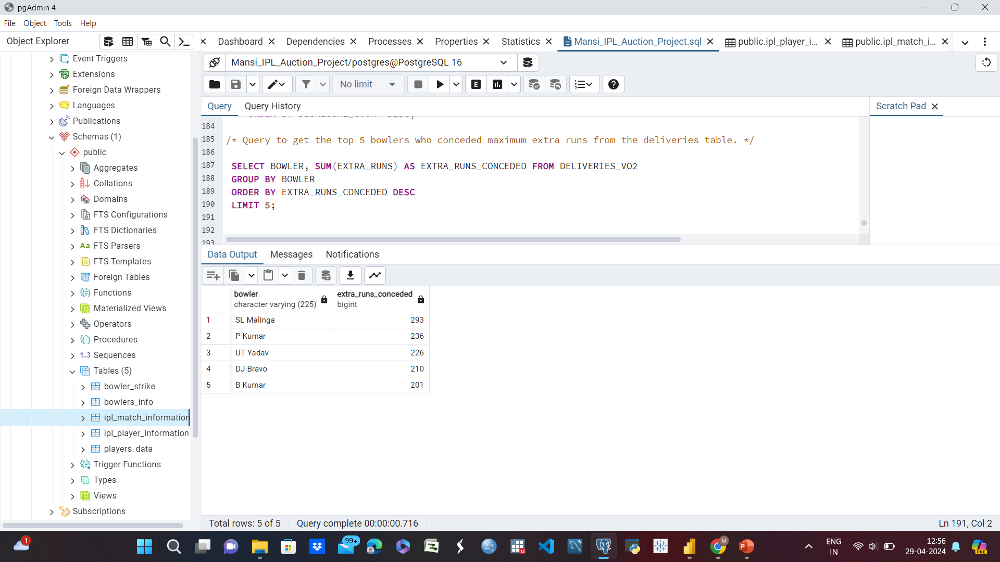 pgAdmin 4
File Object Tools Help
Object Explorer
Dashboard Dependencies Processes Properties Statistics Mansi_IPL_Auction_Project.sql public.ipl_player_i... public.ipl_match_i...
Event Triggers
Extensions
Foreign Data Wrappers
Languages
Publications
Schemas (1)
public
Aggregates
Collations
Domains
FTS Configurations
FTS Dictionaries
Aa FTS Parsers
FTS Templates
Foreign Tables
Functions
Materialized Views
Operators
Procedures
1..3 Sequences
Tables (5)
bowler_strike
bowlers_info
ipl_match_information
ipl_player_information
players_data
Trigger Functions
Types
Views
Subscriptions
Mansi_IPL_Auction_Project/postgres@PostgreSQL 16
No limit
E
Query Query History
Scratch Pad
184
185 /* Query to get the top 5 bowlers who conceded maximum extra runs from the deliveries table. */
186
187 SELECT BOWLER, SUM(EXTRA_RUNS) AS EXTRA_RUNS_CONCEDED FROM DELIVERIES_VO2
188 GROUP BY BOWLER
189 ORDER BY EXTRA_RUNS_CONCEDED DESC
190 LIMIT 5;
191
192
193
Data Output Messages Notifications
bowler extra_runs_conceded
character varying (225) bigint
1 SL Malinga 293
2 P Kumar 236
3 UT Yadav 226
4 DJ Bravo 210
5 B Kumar 201
Total rows: 5 of 5 Query complete 00:00:00.716 Ln 191, Col 2
1
99+
15
M
P
ENG
IN
12:56
29-04-2024
PRE